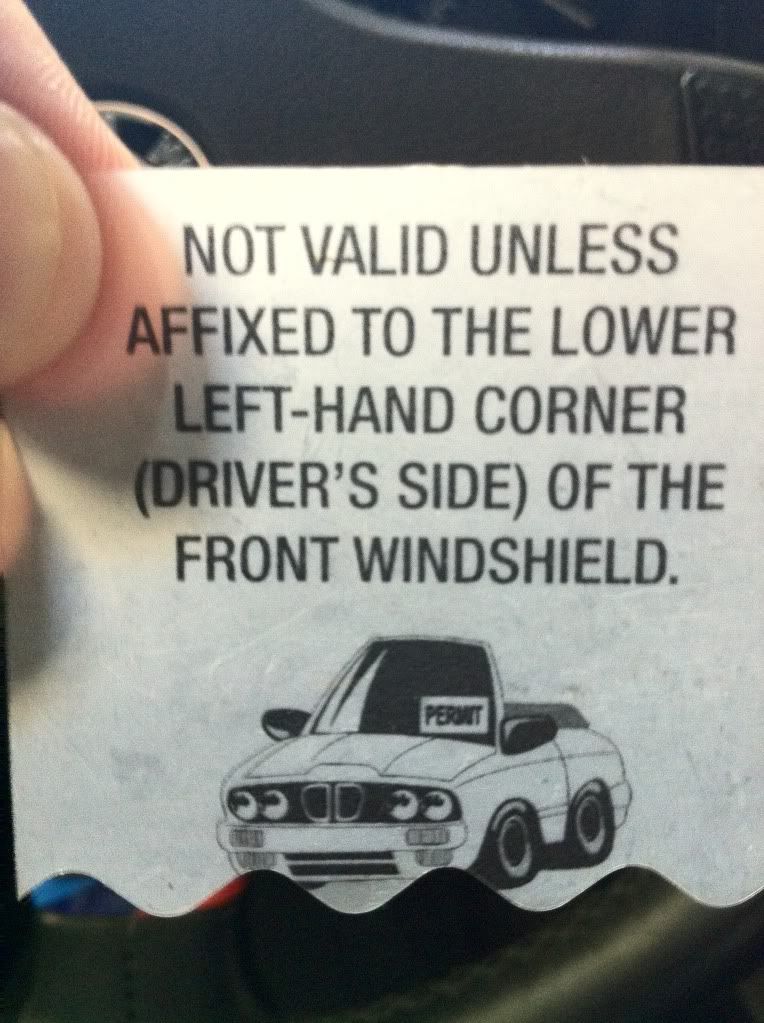 NOT VALID UNLESS
AFFIXED TO THE LOWER
LEFT-HAND CORNER
(DRIVER'S SIDE) OF THE
FRONT WINDSHIELD.
PERMIT